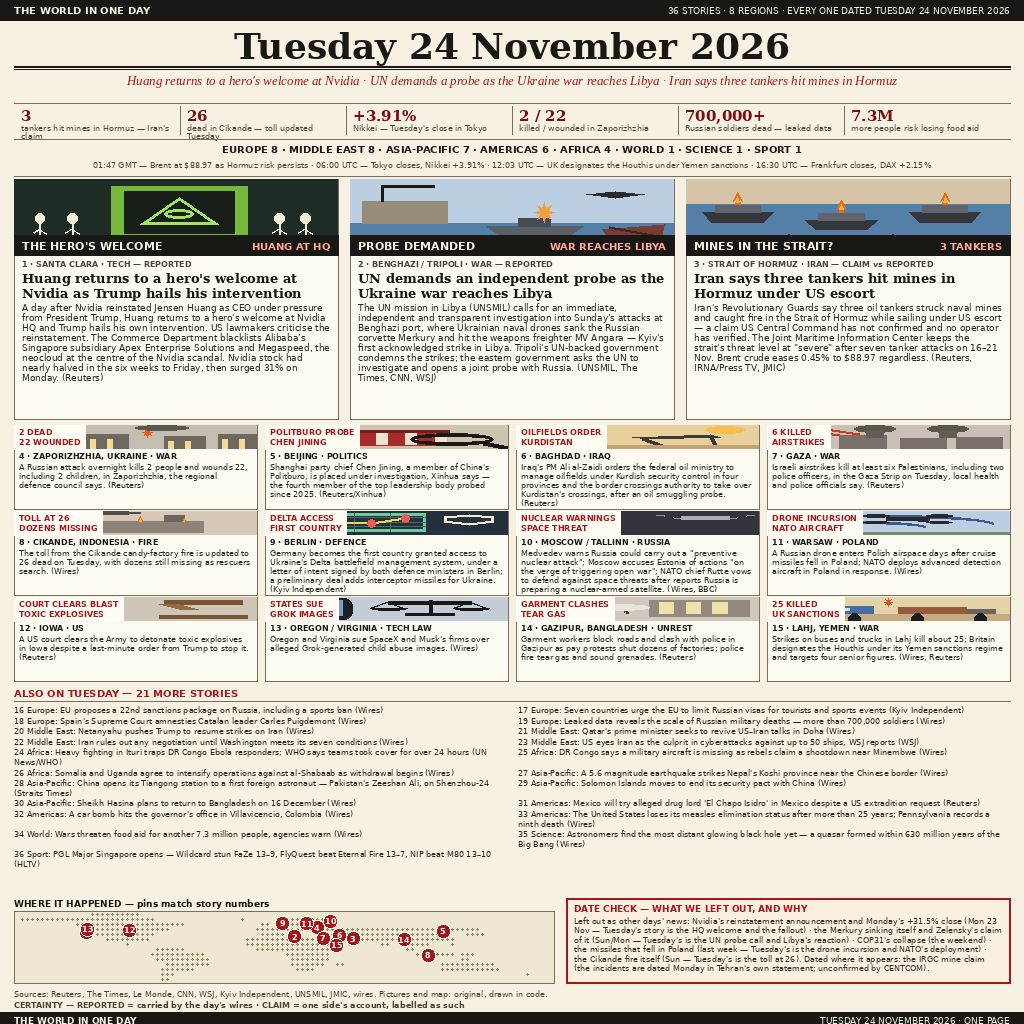 THE WORLD IN ONE DAY
36 STORIES · 8 REGIONS · EVERY ONE DATED TUESDAY 24 NOVEMBER 2026
Tuesday 24 November 2026
Huang returns to a hero's welcome at Nvidia · UN demands a probe as the Ukraine war reaches Libya · Iran says three tankers hit mines in Hormuz
3
tankers hit mines in Hormuz — Iran's
claim
26
dead in Cikande — toll updated
Tuesday
+3.91%
Nikkei — Tuesday's close in Tokyo
2 / 22
killed / wounded in Zaporizhzhia
700,000+
Russian soldiers dead — leaked data
7.3M
more people risk losing food aid
EUROPE 8 · MIDDLE EAST 8 · ASIA-PACIFIC 7 · AMERICAS 6 · AFRICA 4 · WORLD 1 · SCIENCE 1 · SPORT 1
01:47 GMT — Brent at $88.97 as Hormuz risk persists · 06:00 UTC — Tokyo closes, Nikkei +3.91% · 12:03 UTC — UK designates the Houthis under Yemen sanctions · 16:30 UTC — Frankfurt closes, DAX +2.15%
THE HERO'S WELCOME
HUANG AT HQ
1 · SANTA CLARA · TECH — REPORTED
Huang returns to a hero's welcome at
Nvidia as Trump hails his intervention
A day after Nvidia reinstated Jensen Huang as CEO under pressure
from President Trump, Huang returns to a hero's welcome at Nvidia
HQ and Trump hails his own intervention. US lawmakers criticise the
reinstatement. The Commerce Department blacklists Alibaba's
Singapore subsidiary Apex Enterprise Solutions and Megaspeed, the
neocloud at the centre of the Nvidia scandal. Nvidia stock had
nearly halved in the six weeks to Friday, then surged 31% on
Monday. (Reuters)
PROBE DEMANDED
WAR REACHES LIBYA
2 · BENGHAZI / TRIPOLI · WAR — REPORTED
UN demands an independent probe as the
Ukraine war reaches Libya
The UN mission in Libya (UNSMIL) calls for an immediate,
independent and transparent investigation into Sunday's attacks at
Benghazi port, where Ukrainian naval drones sank the Russian
corvette Merkury and hit the weapons freighter MV Angara — Kyiv's
first acknowledged strike in Libya. Tripoli's UN-backed government
condemns the strikes; the eastern government asks the UN to
investigate and opens a joint probe with Russia. (UNSMIL, The
Times, CNN, WSJ)
MINES IN THE STRAIT?
3 TANKERS
3 · STRAIT OF HORMUZ · IRAN — CLAIM vs REPORTED
Iran says three tankers hit mines in
Hormuz under US escort
Iran's Revolutionary Guards say three oil tankers struck naval mines
and caught fire in the Strait of Hormuz while sailing under US escort
— a claim US Central Command has not confirmed and no operator
has verified. The Joint Maritime Information Center keeps the
strait's threat level at "severe" after seven tanker attacks on 16–21
Nov. Brent crude eases 0.45% to $88.97 regardless. (Reuters,
IRNA/Press TV, JMIC)
2 DEAD
22 WOUNDED
4 · ZAPORIZHZHIA, UKRAINE · WAR
A Russian attack overnight kills 2 people and wounds 22,
including 2 children, in Zaporizhzhia, the regional
defence council says. (Reuters)
POLITBURO PROBE
CHEN JINING
5 · BEIJING · POLITICS
Shanghai party chief Chen Jining, a member of China's
Politburo, is placed under investigation, Xinhua says —
the fourth member of the top leadership body probed
since 2025. (Reuters/Xinhua)
OILFIELDS ORDER
KURDISTAN
6 · BAGHDAD · IRAQ
Iraq's PM Ali al-Zaidi orders the federal oil ministry to
manage oilfields under Kurdish security control in four
provinces and the border crossings authority to take over
Kurdistan's crossings, after an oil smuggling probe.
(Reuters)
6 KILLED
AIRSTRIKES
7 · GAZA · WAR
Israeli airstrikes kill at least six Palestinians, including two
police officers, in the Gaza Strip on Tuesday, local health
and police officials say. (Reuters)
TOLL AT 26
DOZENS MISSING
8 · CIKANDE, INDONESIA · FIRE
The toll from the Cikande candy-factory fire is updated to
26 dead on Tuesday, with dozens still missing as rescuers
search. (Wires)
DELTA ACCESS
FIRST COUNTRY
9 · BERLIN · DEFENCE
Germany becomes the first country granted access to
Ukraine's Delta battlefield management system, under a
letter of intent signed by both defence ministers in Berlin;
a preliminary deal adds interceptor missiles for Ukraine.
(Kyiv Independent)
NUCLEAR WARNINGS
SPACE THREAT
10 · MOSCOW / TALLINN · RUSSIA
Medvedev warns Russia could carry out a "preventive
nuclear attack"; Moscow accuses Estonia of actions "on
the verge of triggering open war"; NATO chief Rutte vows
to defend against space threats after reports Russia is
preparing a nuclear-armed satellite. (Wires, BBC)
DRONE INCURSION
NATO AIRCRAFT
11 · WARSAW · POLAND
A Russian drone enters Polish airspace days after cruise
missiles fell in Poland; NATO deploys advanced detection
aircraft in Poland in response. (Wires)
COURT CLEARS BLAST
TOXIC EXPLOSIVES
12 · IOWA · US
A US court clears the Army to detonate toxic explosives
in Iowa despite a last-minute order from Trump to stop it.
(Reuters)
STATES SUE
GROK IMAGES
13 · OREGON / VIRGINIA · TECH LAW
Oregon and Virginia sue SpaceX and Musk's firms over
alleged Grok-generated child abuse images. (Wires)
GARMENT CLASHES
TEAR GAS
14 · GAZIPUR, BANGLADESH · UNREST
Garment workers block roads and clash with police in
Gazipur as pay protests shut dozens of factories; police
fire tear gas and sound grenades. (Reuters)
25 KILLED
UK SANCTIONS
15 · LAHJ, YEMEN · WAR
Strikes on buses and trucks in Lahj kill about 25; Britain
designates the Houthis under its Yemen sanctions regime
and targets four senior figures. (Wires, Reuters)
ALSO ON TUESDAY — 21 MORE STORIES
16 Europe: EU proposes a 22nd sanctions package on Russia, including a sport ban (Wires)
17 Europe: Seven countries urge the EU to limit Russian visas for tourists and sports events (Kyiv Independent)
18 Europe: Spain's Supreme Court amnesties Catalan leader Carles Puigdemont (Wires)
19 Europe: Leaked data reveals the scale of Russian military deaths — more than 700,000 soldiers (Wires)
20 Middle East: Netanyahu pushes Trump to resume strikes on Iran (Wires)
21 Middle East: Qatar's prime minister seeks to revive US–Iran talks in Doha (Wires)
22 Middle East: Iran rules out any negotiation until Washington meets its seven conditions (Wires)
23 Middle East: US eyes Iran as the culprit in cyberattacks against up to 50 ships, WSJ reports (WSJ)
24 Africa: Heavy fighting in Ituri traps DR Congo Ebola responders; WHO says teams took cover for over 24 hours (UN
News/WHO)
25 Africa: DR Congo says a military aircraft is missing as rebels claim a shootdown near Minembwe (Wires)
26 Africa: Somalia and Uganda agree to intensify operations against al-Shabaab as withdrawal begins (Wires)
27 Asia-Pacific: A 5.6 magnitude earthquake strikes Nepal's Koshi province near the Chinese border (Wires)
28 Asia-Pacific: China opens its Tiangong station to a first foreign astronaut — Pakistan's Zeeshan Ali, on Shenzhou-24
(Straits Times)
29 Asia-Pacific: Solomon Islands moves to end its security pact with China (Wires)
30 Asia-Pacific: Sheikh Hasina plans to return to Bangladesh on 16 December (Wires)
31 Americas: Mexico will try alleged drug lord 'El Chapo Isidro' in Mexico despite a US extradition request (Reuters)
32 Americas: A car bomb hits the governor's office in Villavicencio, Colombia (Wires)
33 Americas: The United States loses its measles elimination status after more than 25 years; Pennsylvania records a
ninth death (Wires)
34 World: Wars threaten food aid for another 7.3 million people, agencies warn (Wires)
35 Science: Astronomers find the most distant glowing black hole yet — a quasar formed within 630 million years of the
Big Bang (Wires)
36 Sport: PGL Major Singapore opens — Wildcard stun FaZe 13–9, FlyQuest beat Eternal Fire 13–7, NIP beat M80 13–10
(HLTV)
WHERE IT HAPPENED — pins match story numbers
13
12
9
11
10
4
2
7
6
3
15
14
5
8
DATE CHECK — WHAT WE LEFT OUT, AND WHY
Left out as other days' news: Nvidia's reinstatement announcement and Monday's +31.5% close (Mon 23
Nov — Tuesday's story is the HQ welcome and the fallout) · the Merkury sinking itself and Zelensky's claim
of it (Sun/Mon — Tuesday's is the UN probe call and Libya's reaction) · COP31's collapse (the weekend) ·
the missiles that fell in Poland (last week — Tuesday's is the drone incursion and NATO's deployment) ·
the Cikande fire itself (Sun — Tuesday's is the toll at 26). Dated where it appears: the IRGC mine claim
(the incidents are dated Monday in Tehran's own statement; unconfirmed by CENTCOM).
Sources: Reuters, The Times, Le Monde, CNN, WSJ, Kyiv Independent, UNSMIL, JMIC, wires. Pictures and map: original, drawn in code.
CERTAINTY — REPORTED = carried by the day's wires · CLAIM = one side's account, labelled as such
THE WORLD IN ONE DAY
TUESDAY 24 NOVEMBER 2026 · ONE PAGE